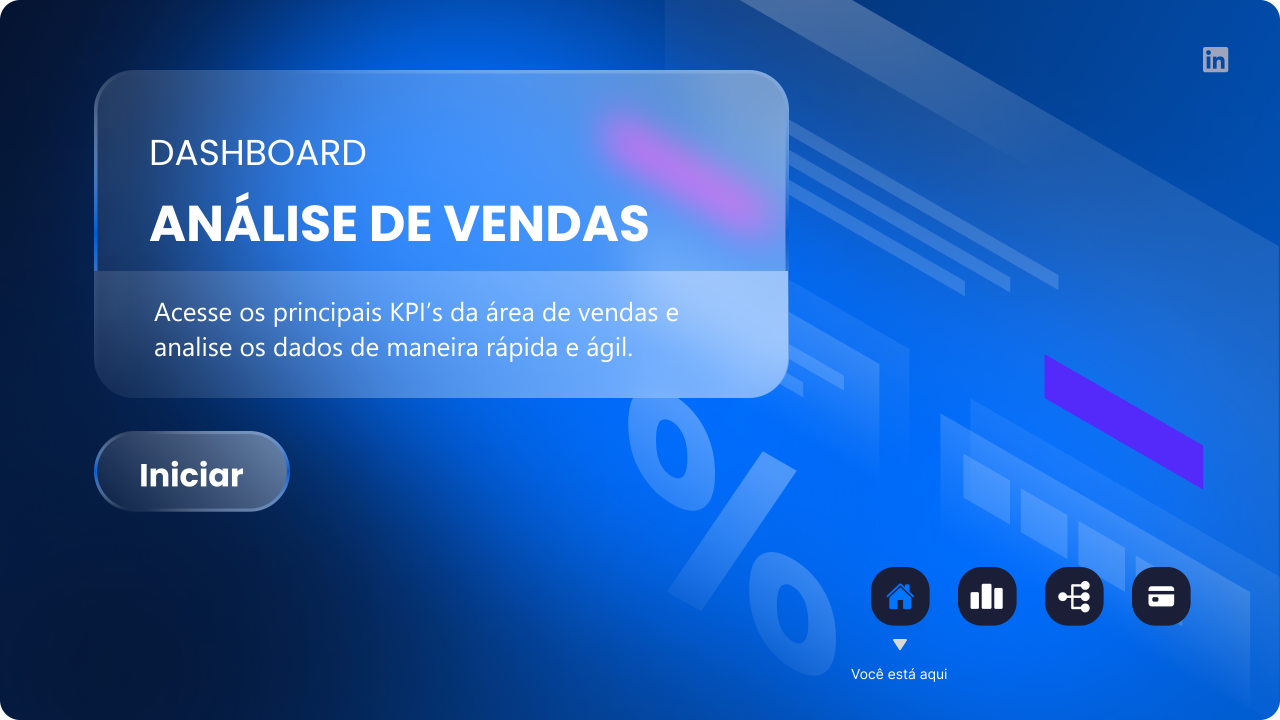 in
DASHBOARD
ANÁLISE DE VENDAS
Acesse os principais KPI’s da área de vendas e
analise os dados de maneira rápida e ágil.
Iniciar
%
Você está aqui